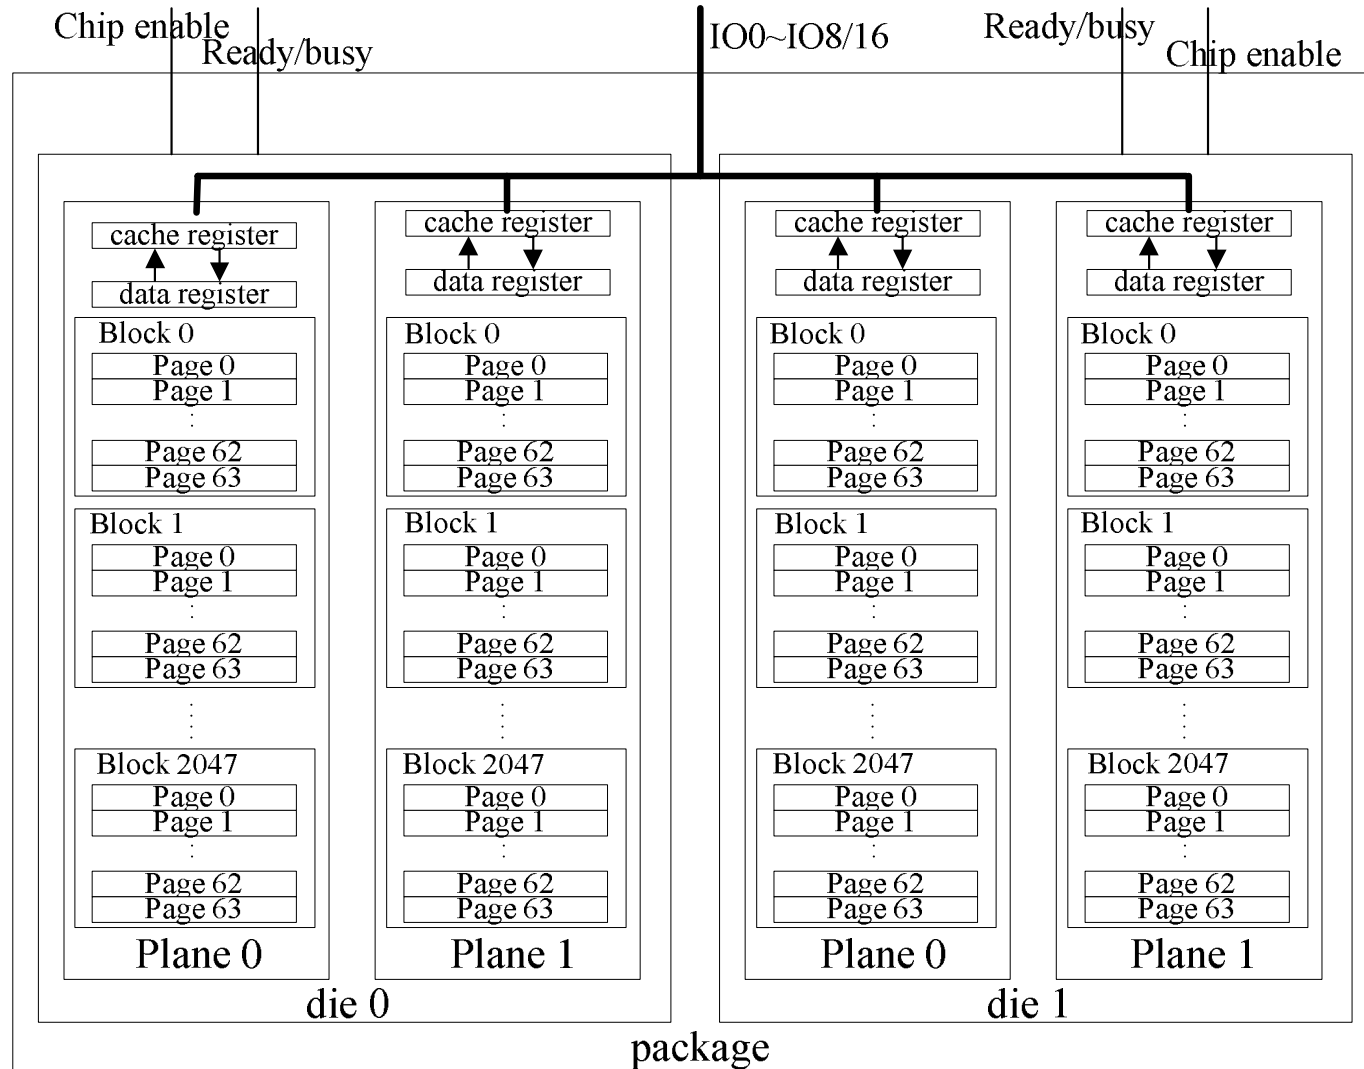 Chip enable
Ready/busy
IO0~IO8/16
Ready/busy
Chip enable
cache register
data register
Block 0
Page 0
Page 1
Page 62
Page 63
Block 1
Page 0
Page 1
Page 62
Page 63
Block 2047
Page 0
Page 1
Page 62
Page 63
Plane 0
cache register
data register
Block 0
Page 0
Page 1
Page 62
Page 63
Block 1
Page 0
Page 1
Page 62
Page 63
Block 2047
Page 0
Page 1
Page 62
Page 63
Plane 1
die 0
cache register
data register
Block 0
Page 0
Page 1
Page 62
Page 63
Block 1
Page 0
Page 1
Page 62
Page 63
Block 2047
Page 0
Page 1
Page 62
Page 63
Plane 0
cache register
data register
Block 0
Page 0
Page 1
Page 62
Page 63
Block 1
Page 0
Page 1
Page 62
Page 63
Block 2047
Page 0
Page 1
Page 62
Page 63
Plane 1
die 1
package